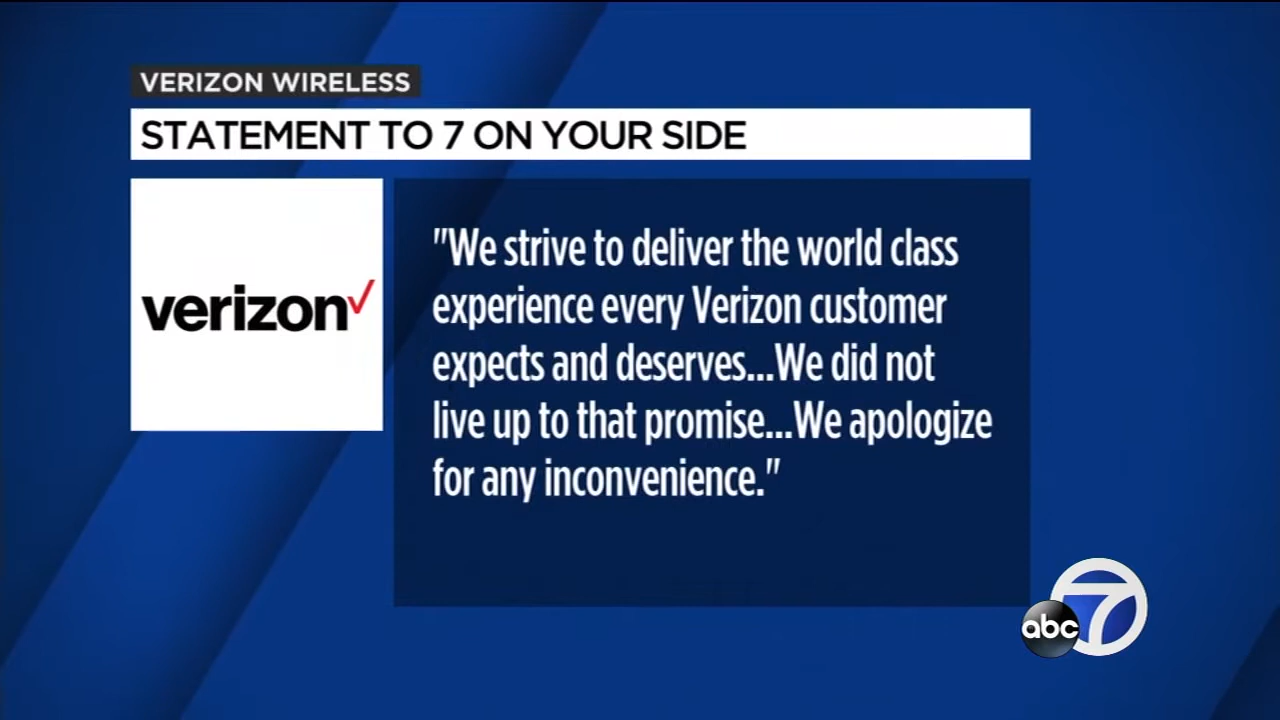 VERIZON WIRELESS
STATEMENT TO 7 ON YOUR SIDE
verizon
"We strive to deliver the world class
experience every Verizon customer
expects and deserves...We did not
live up to that promise...We apologize
for any inconvenience."
abc 7